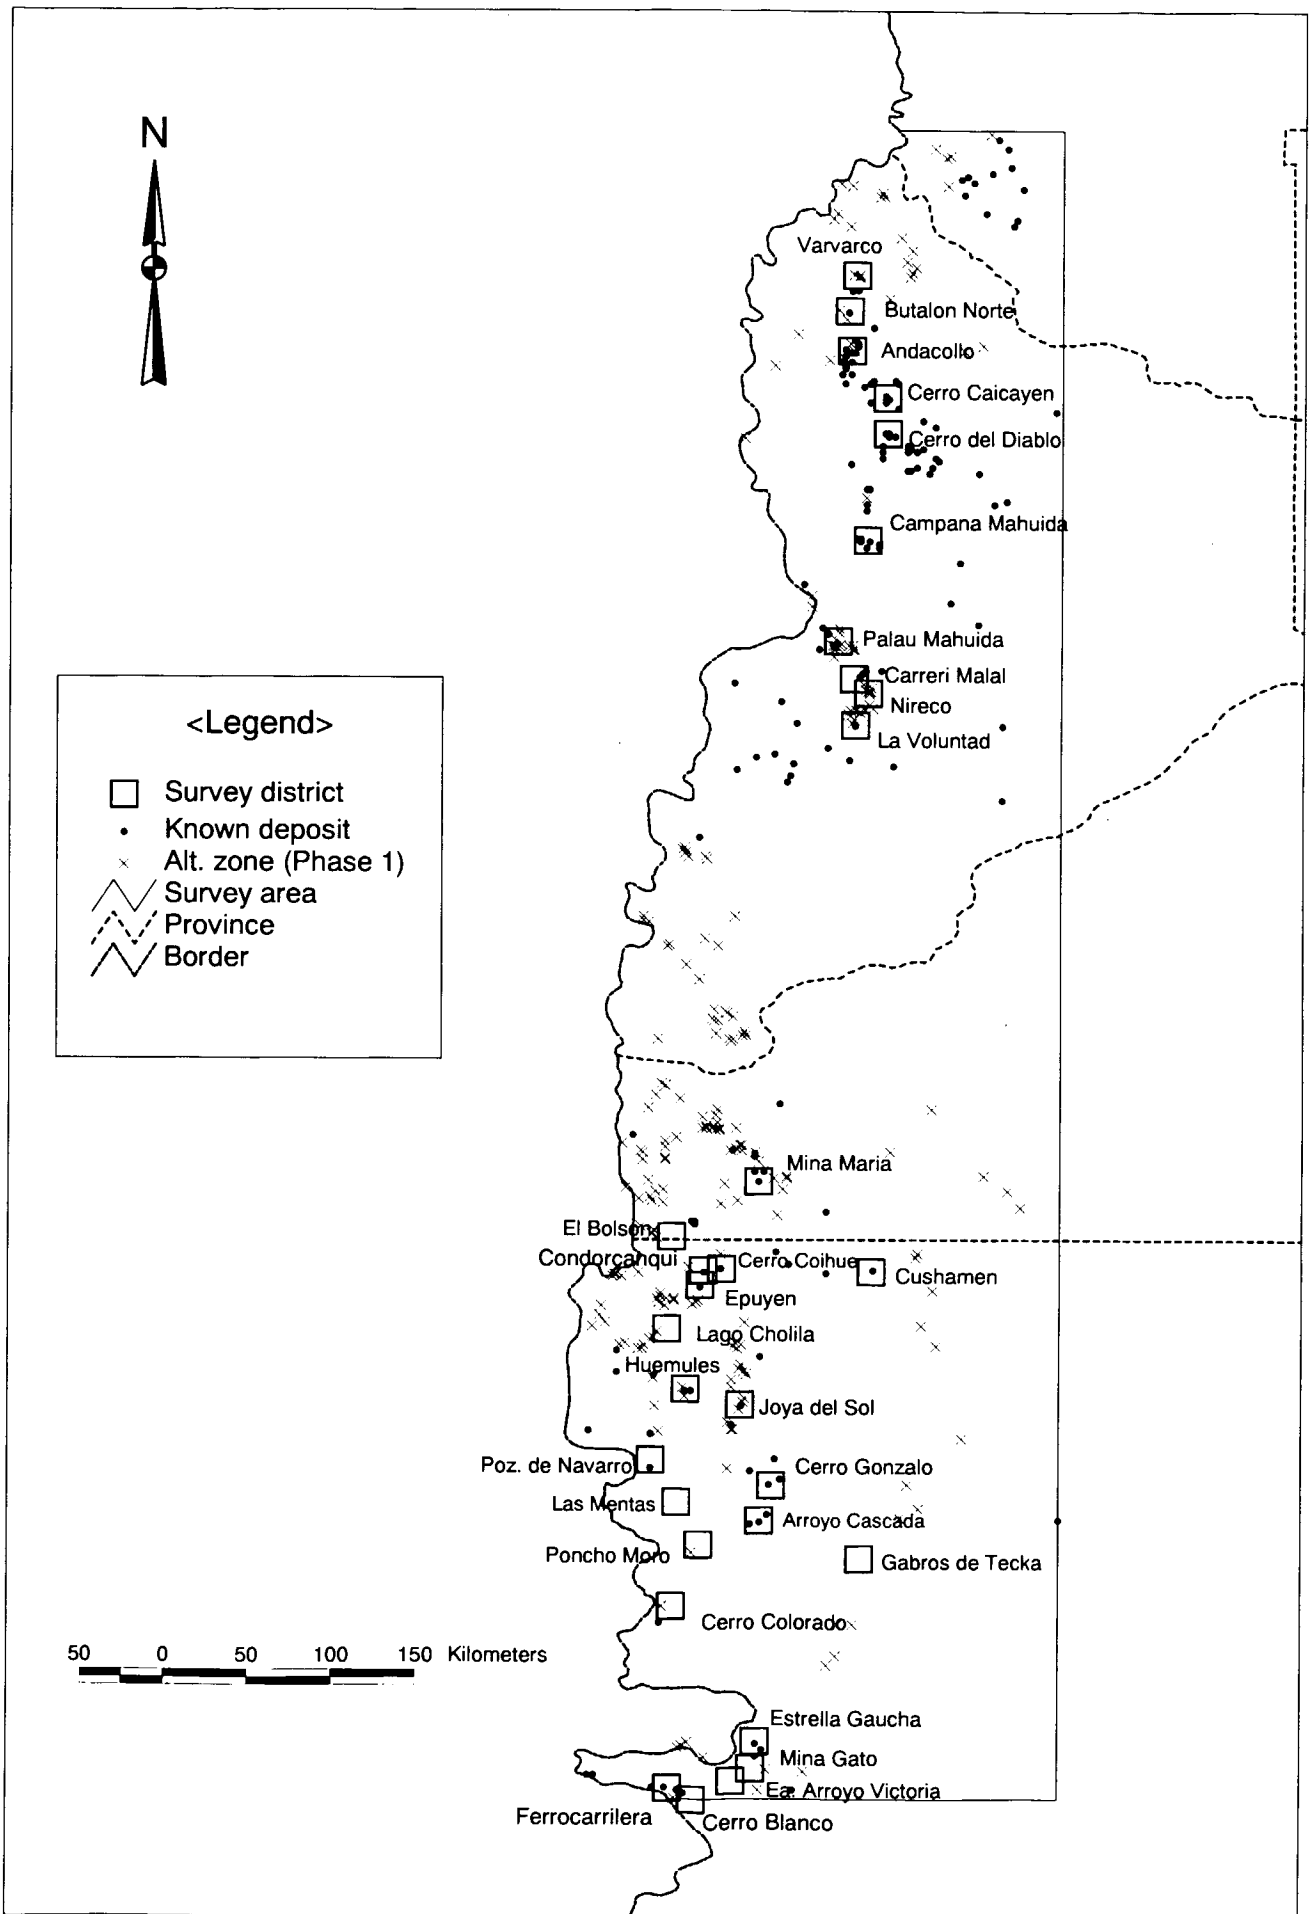 N
Varvarco
Butalon Norte
Andacollo
Cerro Caicayen
Cerro del Diablo
Campana Mahuida
Palau Mahuida
Carreri Malal
Nireco
La Voluntad
<Legend>
Survey district
Known deposit
Alt. zone (Phase 1)
Survey area
Province
Border
Mina Maria
El Bolson
Condorcanqui
Cerro Coihue
Cushamen
Epuyen
Lago Cholila
Huemules
Joya del Sol
Poz. de Navarro
Cerro Gonzalo
Las Mentas
Arroyo Cascada
Poncho Moro
Gabros de Tecka
Cerro Colorado
50 0 50 100 150 Kilometers
Estrella Gaucha
Mina Gato
Ea. Arroyo Victoria
Ferrocarrilera
Cerro Blanco